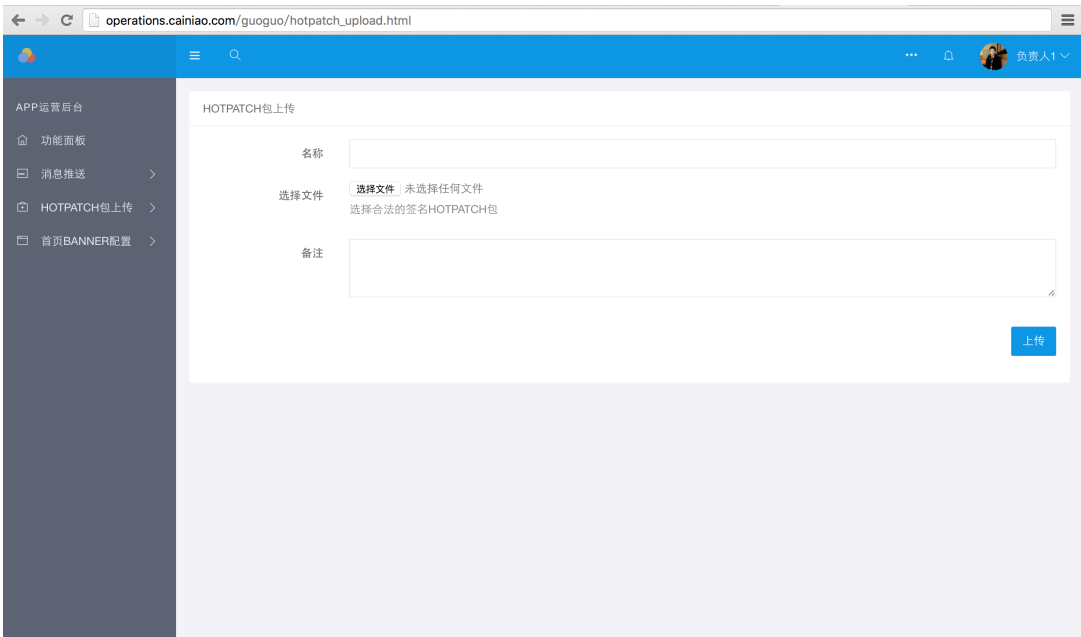 operations.cainiao.com/guoguo/hotpatch_upload.html
负责人1
APP运营后台
功能面板
消息推送
HOTPATCH包上传
首页BANNER配置
HOTPATCH包上传
名称
选择文件 选择文件 未选择任何文件
选择合法的签名HOTPATCH包
备注
上传